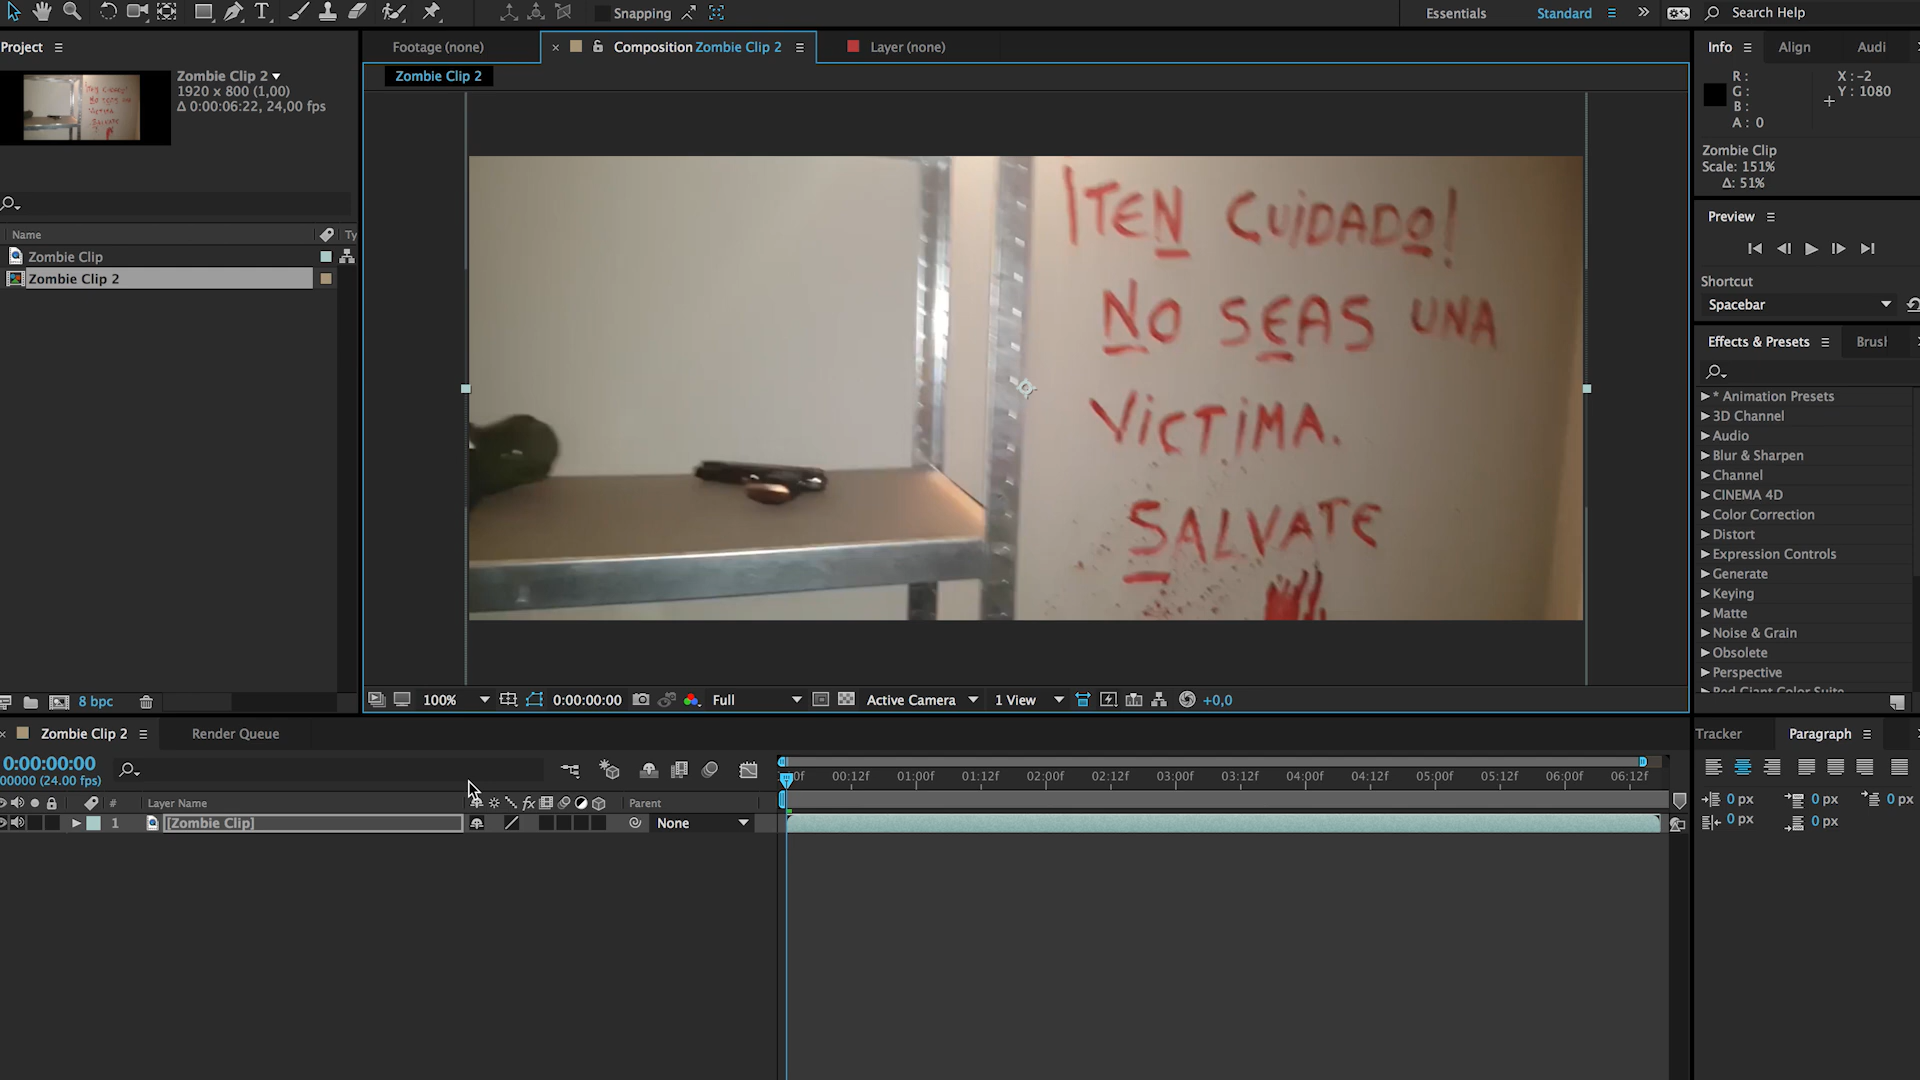 Snapping
Essentials
Standard
Search Help
Project
Footage (none)
Composition Zombie Clip 2
Layer (none)
Info
Align
Audi
Zombie Clip 2
1920 x 800 (1,00)
Δ 0:00:06:22, 24,00 fps
Zombie Clip 2
R :
G :
B :
A : 0
X : -2
Y : 1080
Zombie Clip
Scale: 151%
Δ: 51%
Preview
Shortcut
Spacebar
Effects & Presets
Brusl
Name
Ty
Zombie Clip
Zombie Clip 2
¡TEN CUIDADO!
NO SEAS UNA
VICTIMA.
SALVATE
* Animation Presets
3D Channel
Audio
Blur & Sharpen
Channel
CINEMA 4D
Color Correction
Distort
Expression Controls
Generate
Keying
Matte
Noise & Grain
Obsolete
Perspective
Red Giant Color Suite
8 bpc
100%
0:00:00:00
Full
Active Camera
1 View
+0,0
Zombie Clip 2
Render Queue
Tracker
Paragraph
0:00:00:00
00000 (24.00 fps)
00f
00:12f
01:00f
01:12f
02:00f
02:12f
03:00f
03:12f
04:00f
04:12f
05:00f
05:12f
06:00f
06:12f
#
Layer Name
fx
Parent
1
[Zombie Clip]
None
0 px
0 px
0 px
0 px
0 px